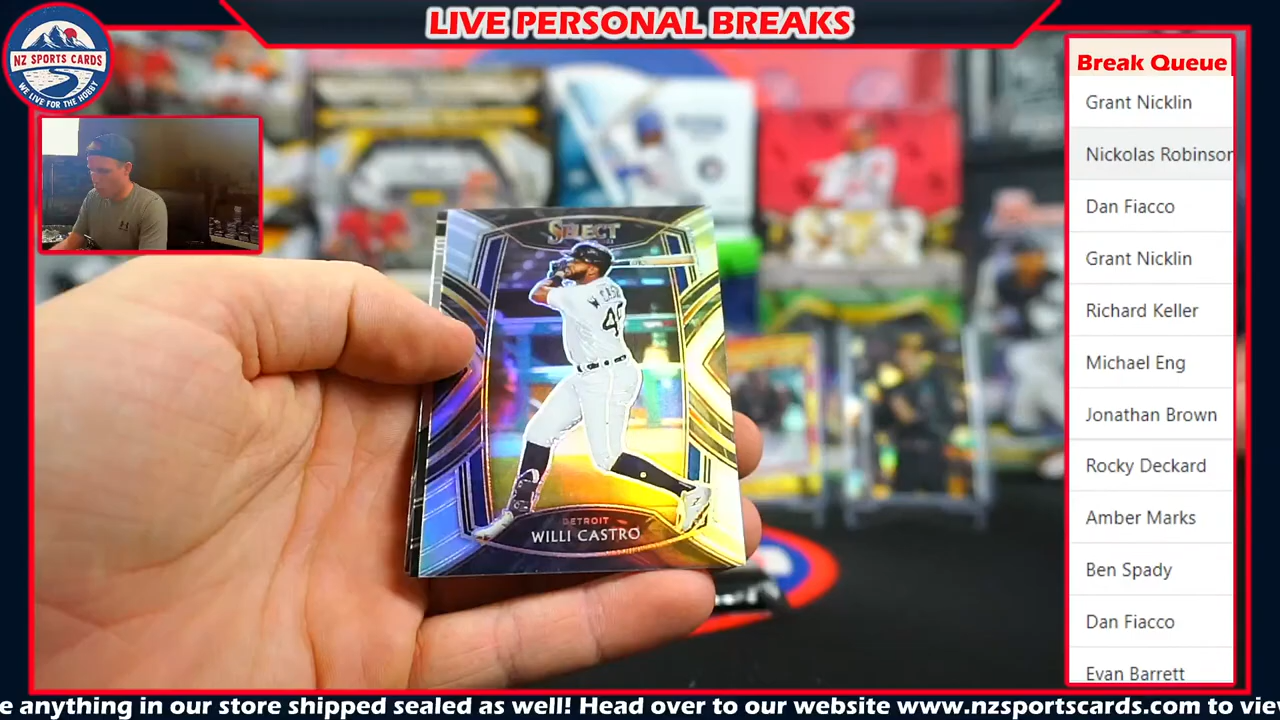 LIVE PERSONAL BREAKS
NZ SPORTS CARDS
WE LIVE FOR THE HOBBY
Break Queue
Grant Nicklin
Nickolas Robinson
Dan Fiacco
Grant Nicklin
Richard Keller
Michael Eng
Jonathan Brown
Rocky Deckard
Amber Marks
Ben Spady
Dan Fiacco
Evan Barrett
SELECT
DETROIT
WILLI CASTRO
e anything in our store shipped sealed as well! Head over to our website www.nzsportscards.com to view